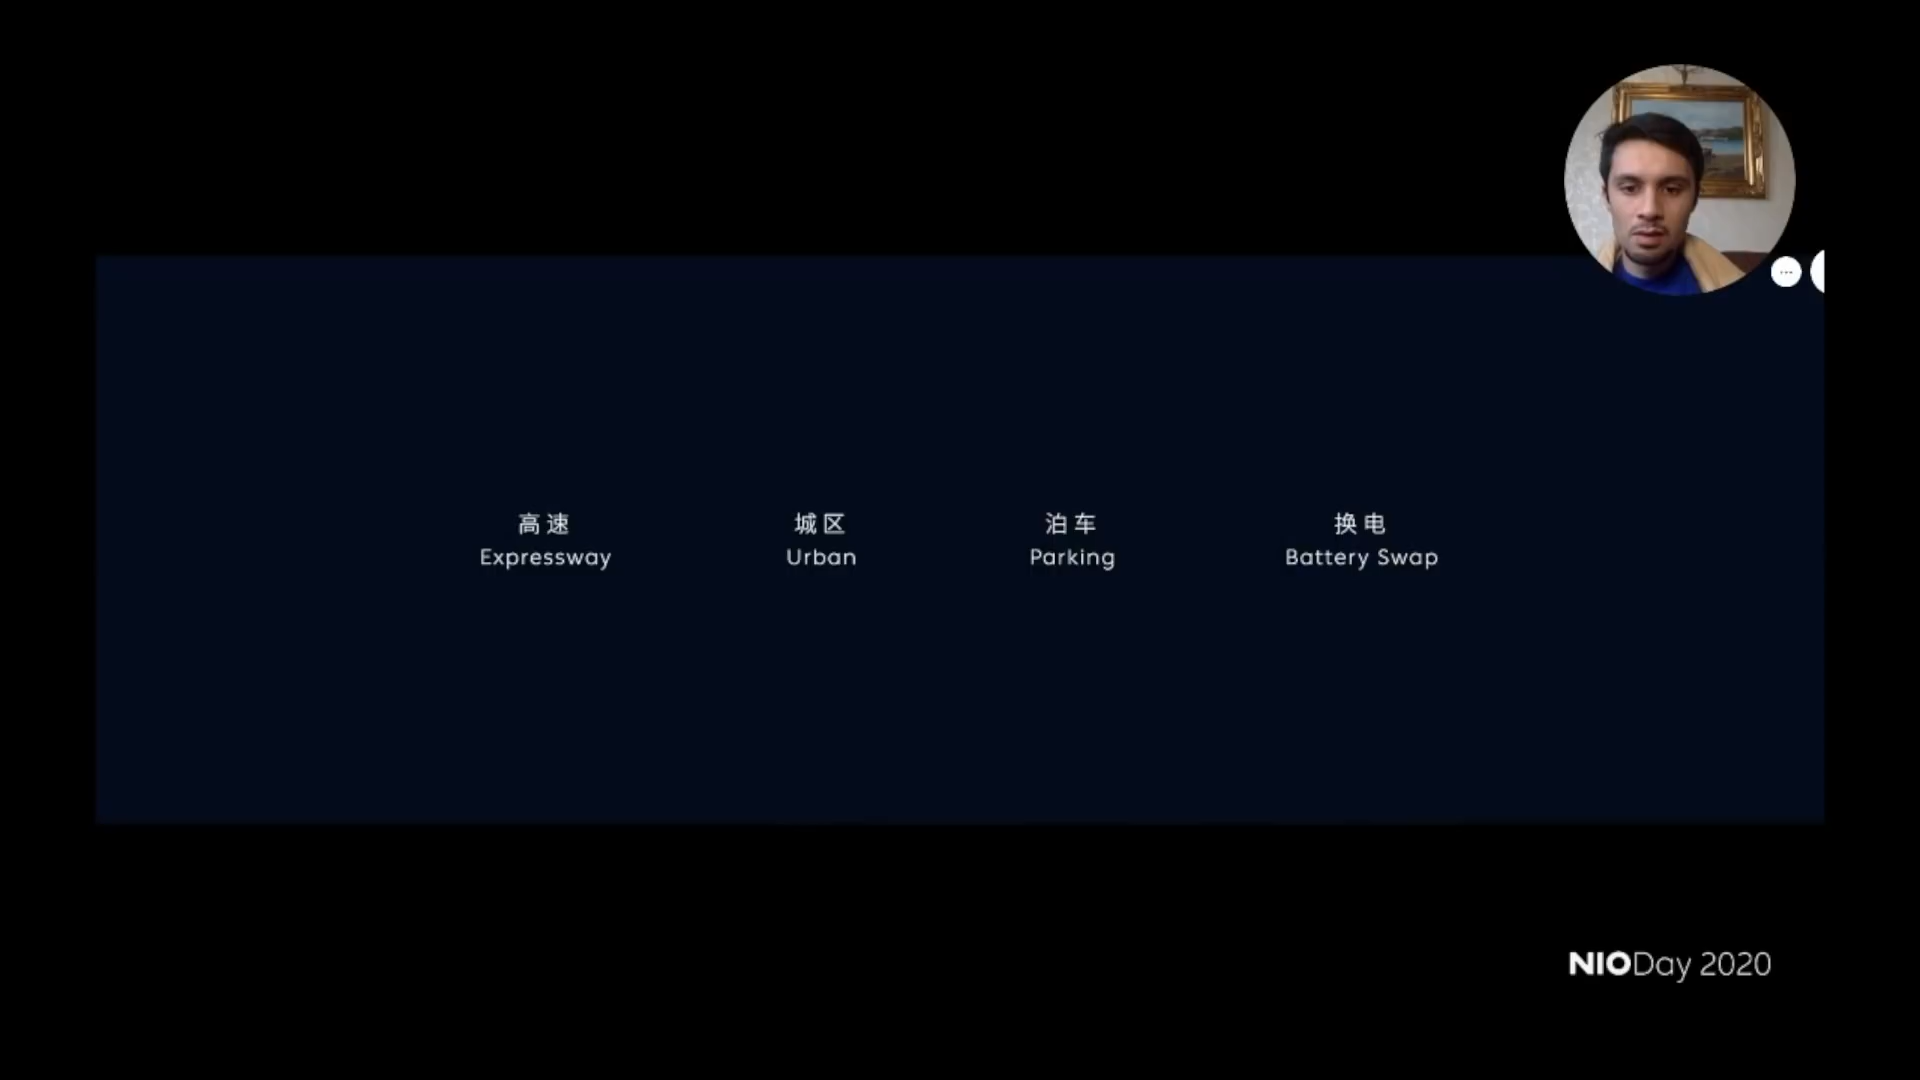 高速
Expressway
城区
Urban
泊车
Parking
换电
Battery Swap
NIODay 2020